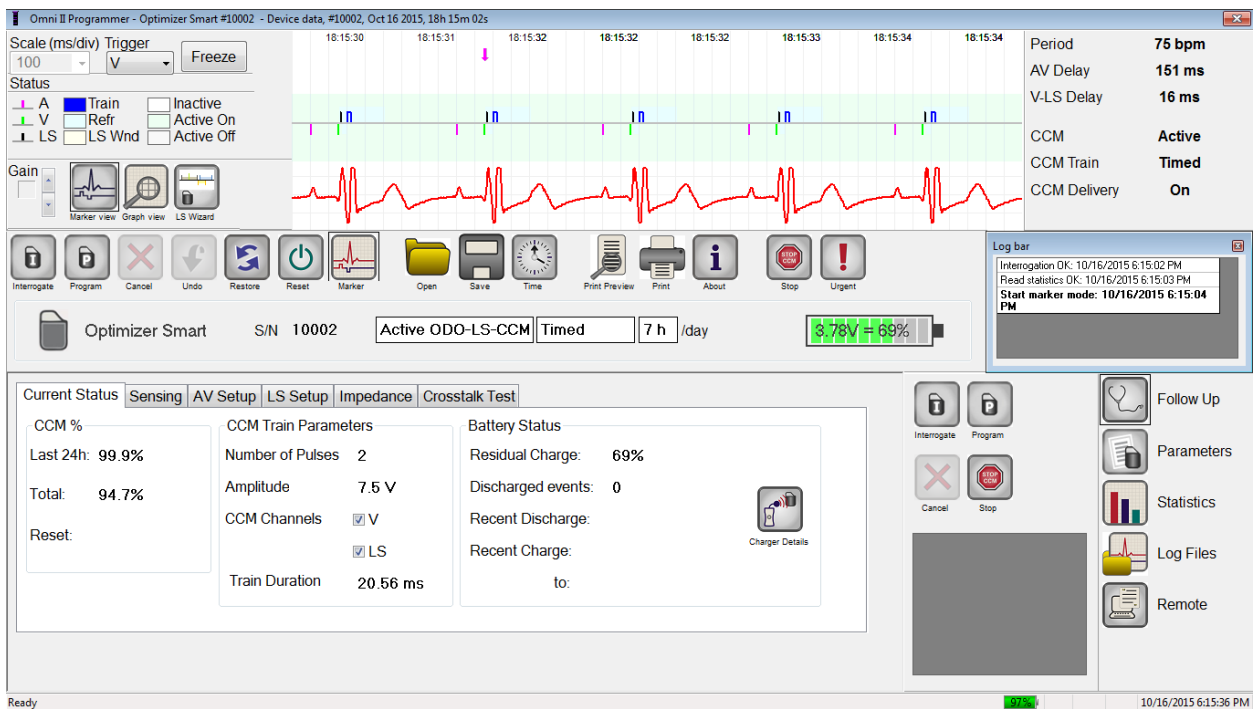 Omni II Programmer - Optimizer Smart #10002 - Device data, #10002, Oct 16 2015, 18h 15m 02s
Scale (ms/div) Trigger
100 V Freeze
Status
A Train Inactive
V Refr Active On
LS LS Wnd Active Off
Gain
Marker view Graph view LS Wizard
18:15:30 18:15:31 18:15:32 18:15:32 18:15:32 18:15:33 18:15:34 18:15:34
Period 75 bpm
AV Delay 151 ms
V-LS Delay 16 ms
CCM Active
CCM Train Timed
CCM Delivery On
Interrogate Program Cancel Undo Restore Reset Marker Open Save Time Print Preview Print About STOP CCM Stop Urgent
Log bar
Interrogation OK: 10/16/2015 6:15:02 PM
Read statistics OK: 10/16/2015 6:15:03 PM
Start marker mode: 10/16/2015 6:15:04
PM
Optimizer Smart S/N 10002 Active ODO-LS-CCM Timed 7 h /day 3.78V = 69%
Current Status Sensing AV Setup LS Setup Impedance Crosstalk Test
CCM %
Last 24h: 99.9%
Total: 94.7%
Reset:
CCM Train Parameters
Number of Pulses 2
Amplitude 7.5 V
CCM Channels V
LS
Train Duration 20.56 ms
Battery Status
Residual Charge: 69%
Discharged events: 0
Recent Discharge:
Recent Charge:
to:
Charger Details
Interrogate Program
STOP CCM
Cancel Stop
Follow Up
Parameters
Statistics
Log Files
Remote
Ready 97% 10/16/2015 6:15:36 PM